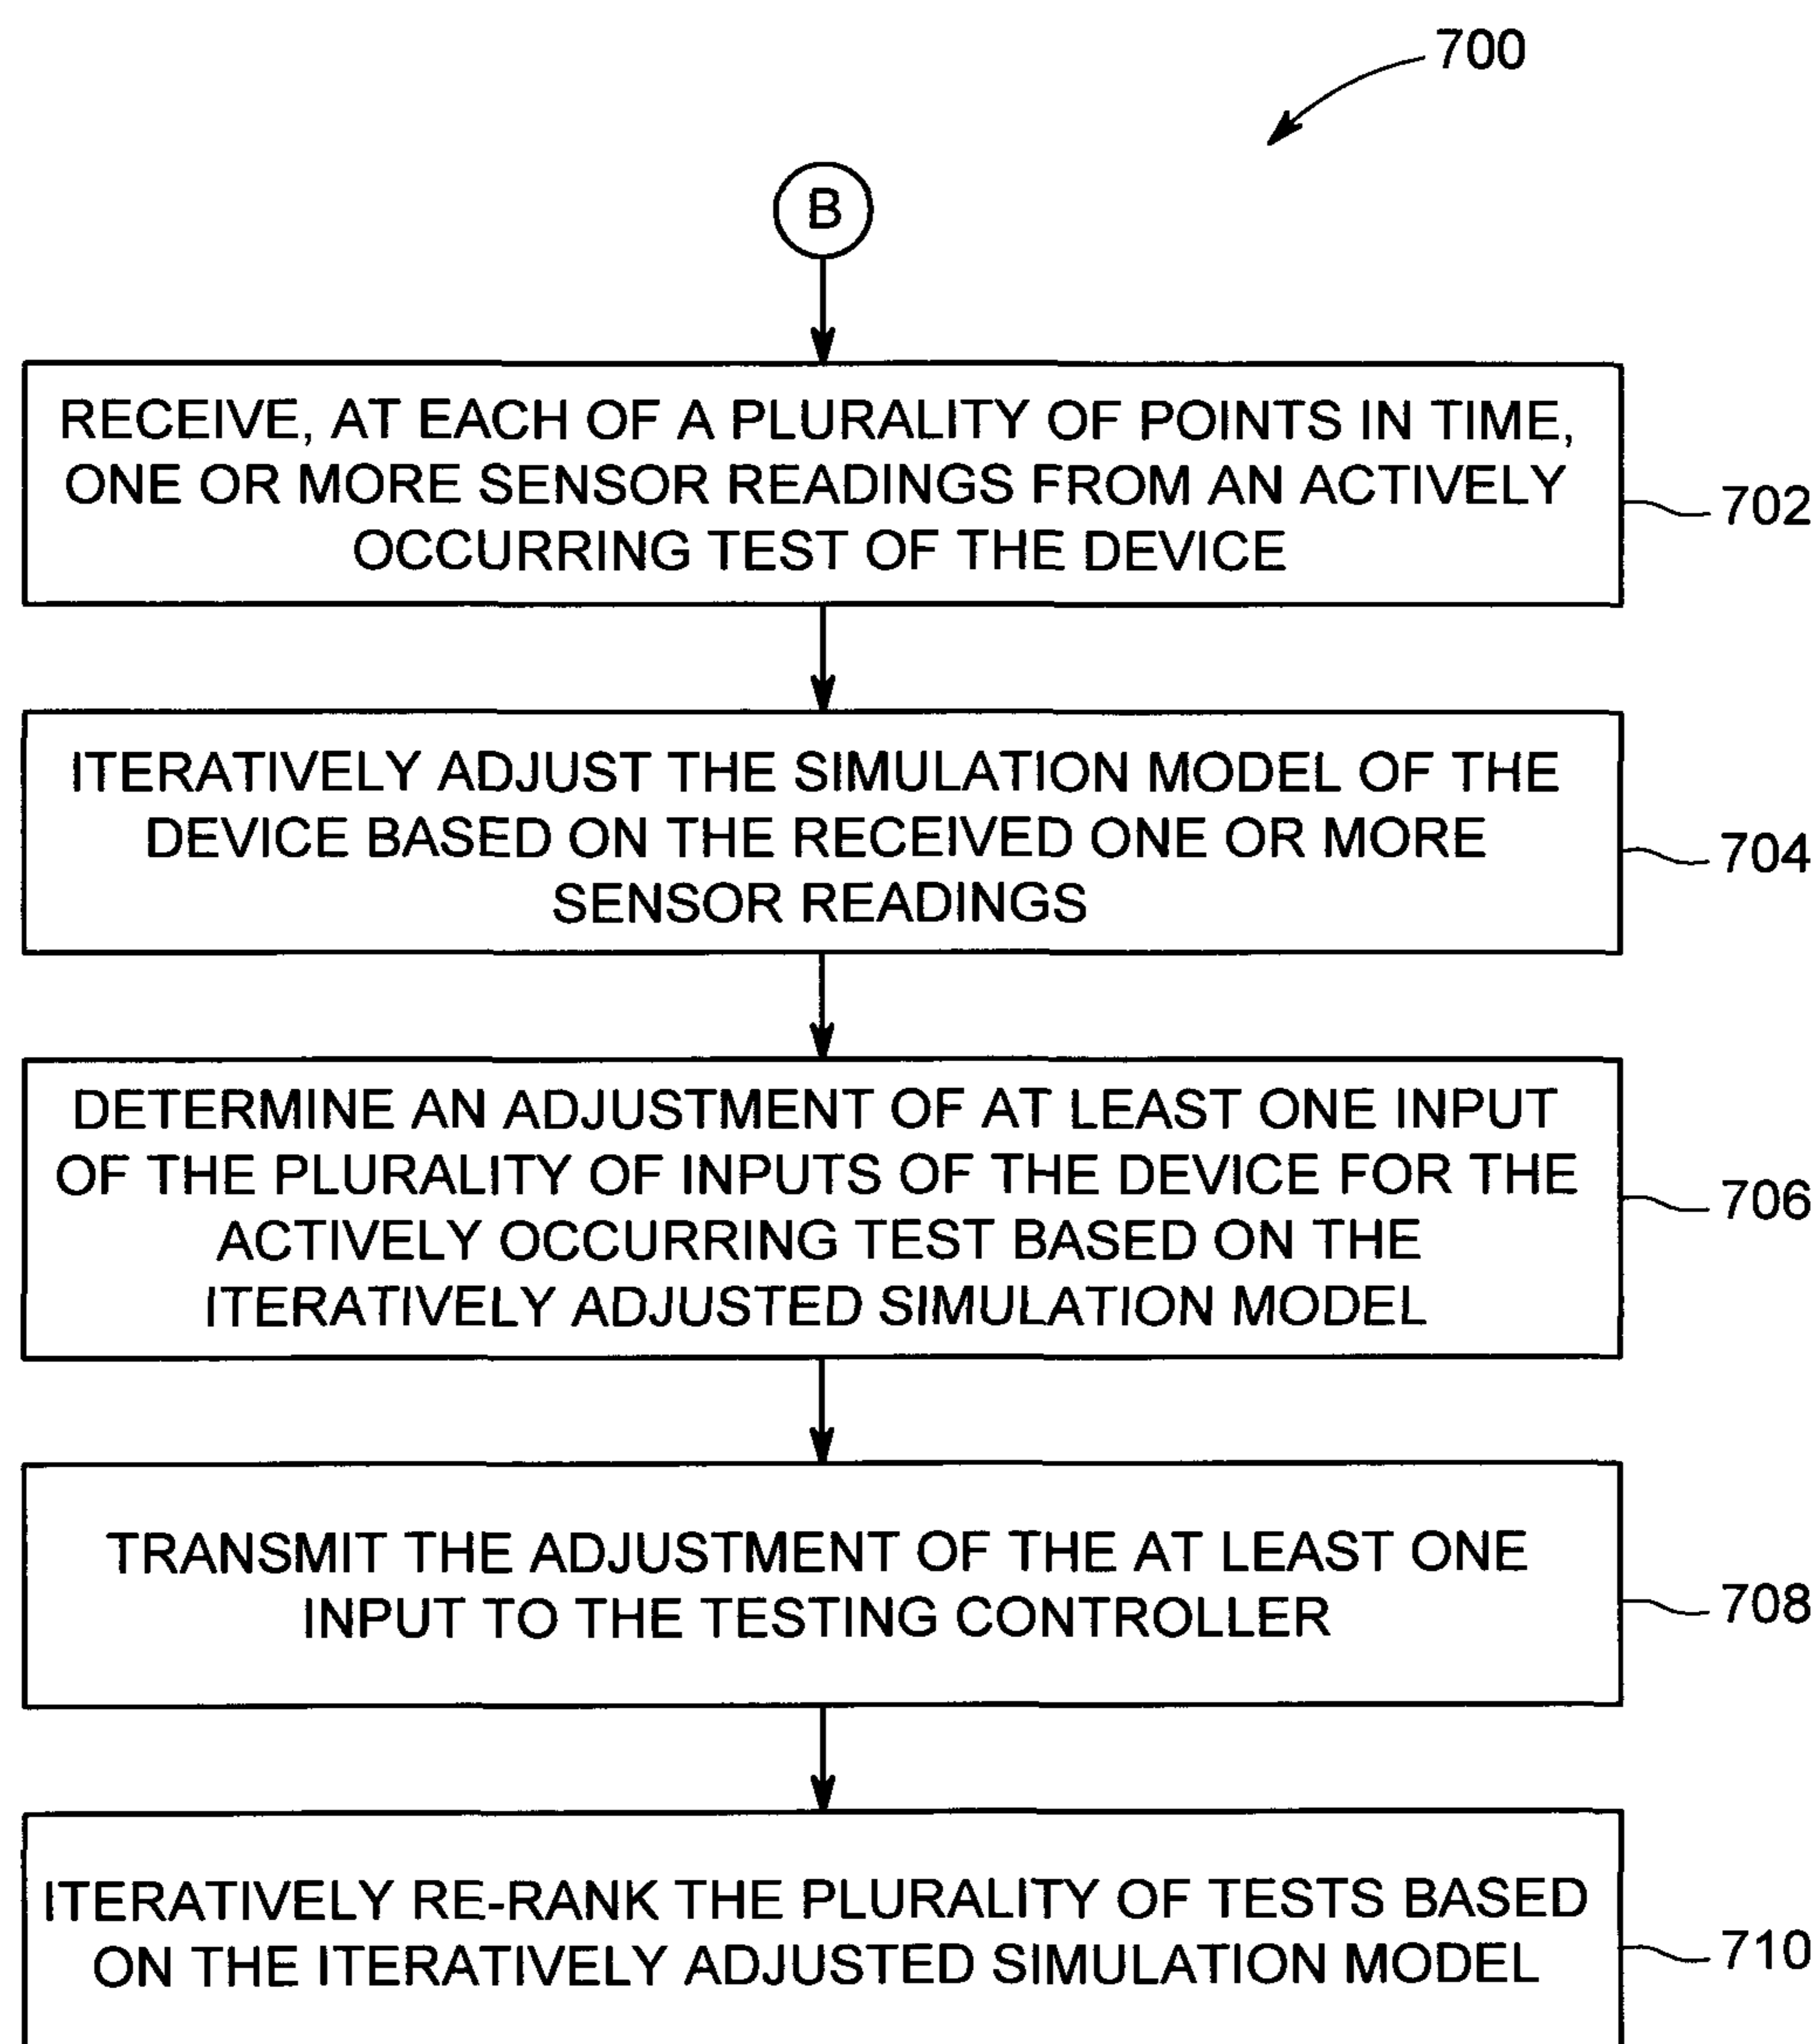 700
B
RECEIVE, AT EACH OF A PLURALITY OF POINTS IN TIME,
ONE OR MORE SENSOR READINGS FROM AN ACTIVELY
OCCURRING TEST OF THE DEVICE
702
ITERATIVELY ADJUST THE SIMULATION MODEL OF THE
DEVICE BASED ON THE RECEIVED ONE OR MORE
SENSOR READINGS
704
DETERMINE AN ADJUSTMENT OF AT LEAST ONE INPUT
OF THE PLURALITY OF INPUTS OF THE DEVICE FOR THE
ACTIVELY OCCURRING TEST BASED ON THE
ITERATIVELY ADJUSTED SIMULATION MODEL
706
TRANSMIT THE ADJUSTMENT OF THE AT LEAST ONE
INPUT TO THE TESTING CONTROLLER
708
ITERATIVELY RE-RANK THE PLURALITY OF TESTS BASED
ON THE ITERATIVELY ADJUSTED SIMULATION MODEL
710